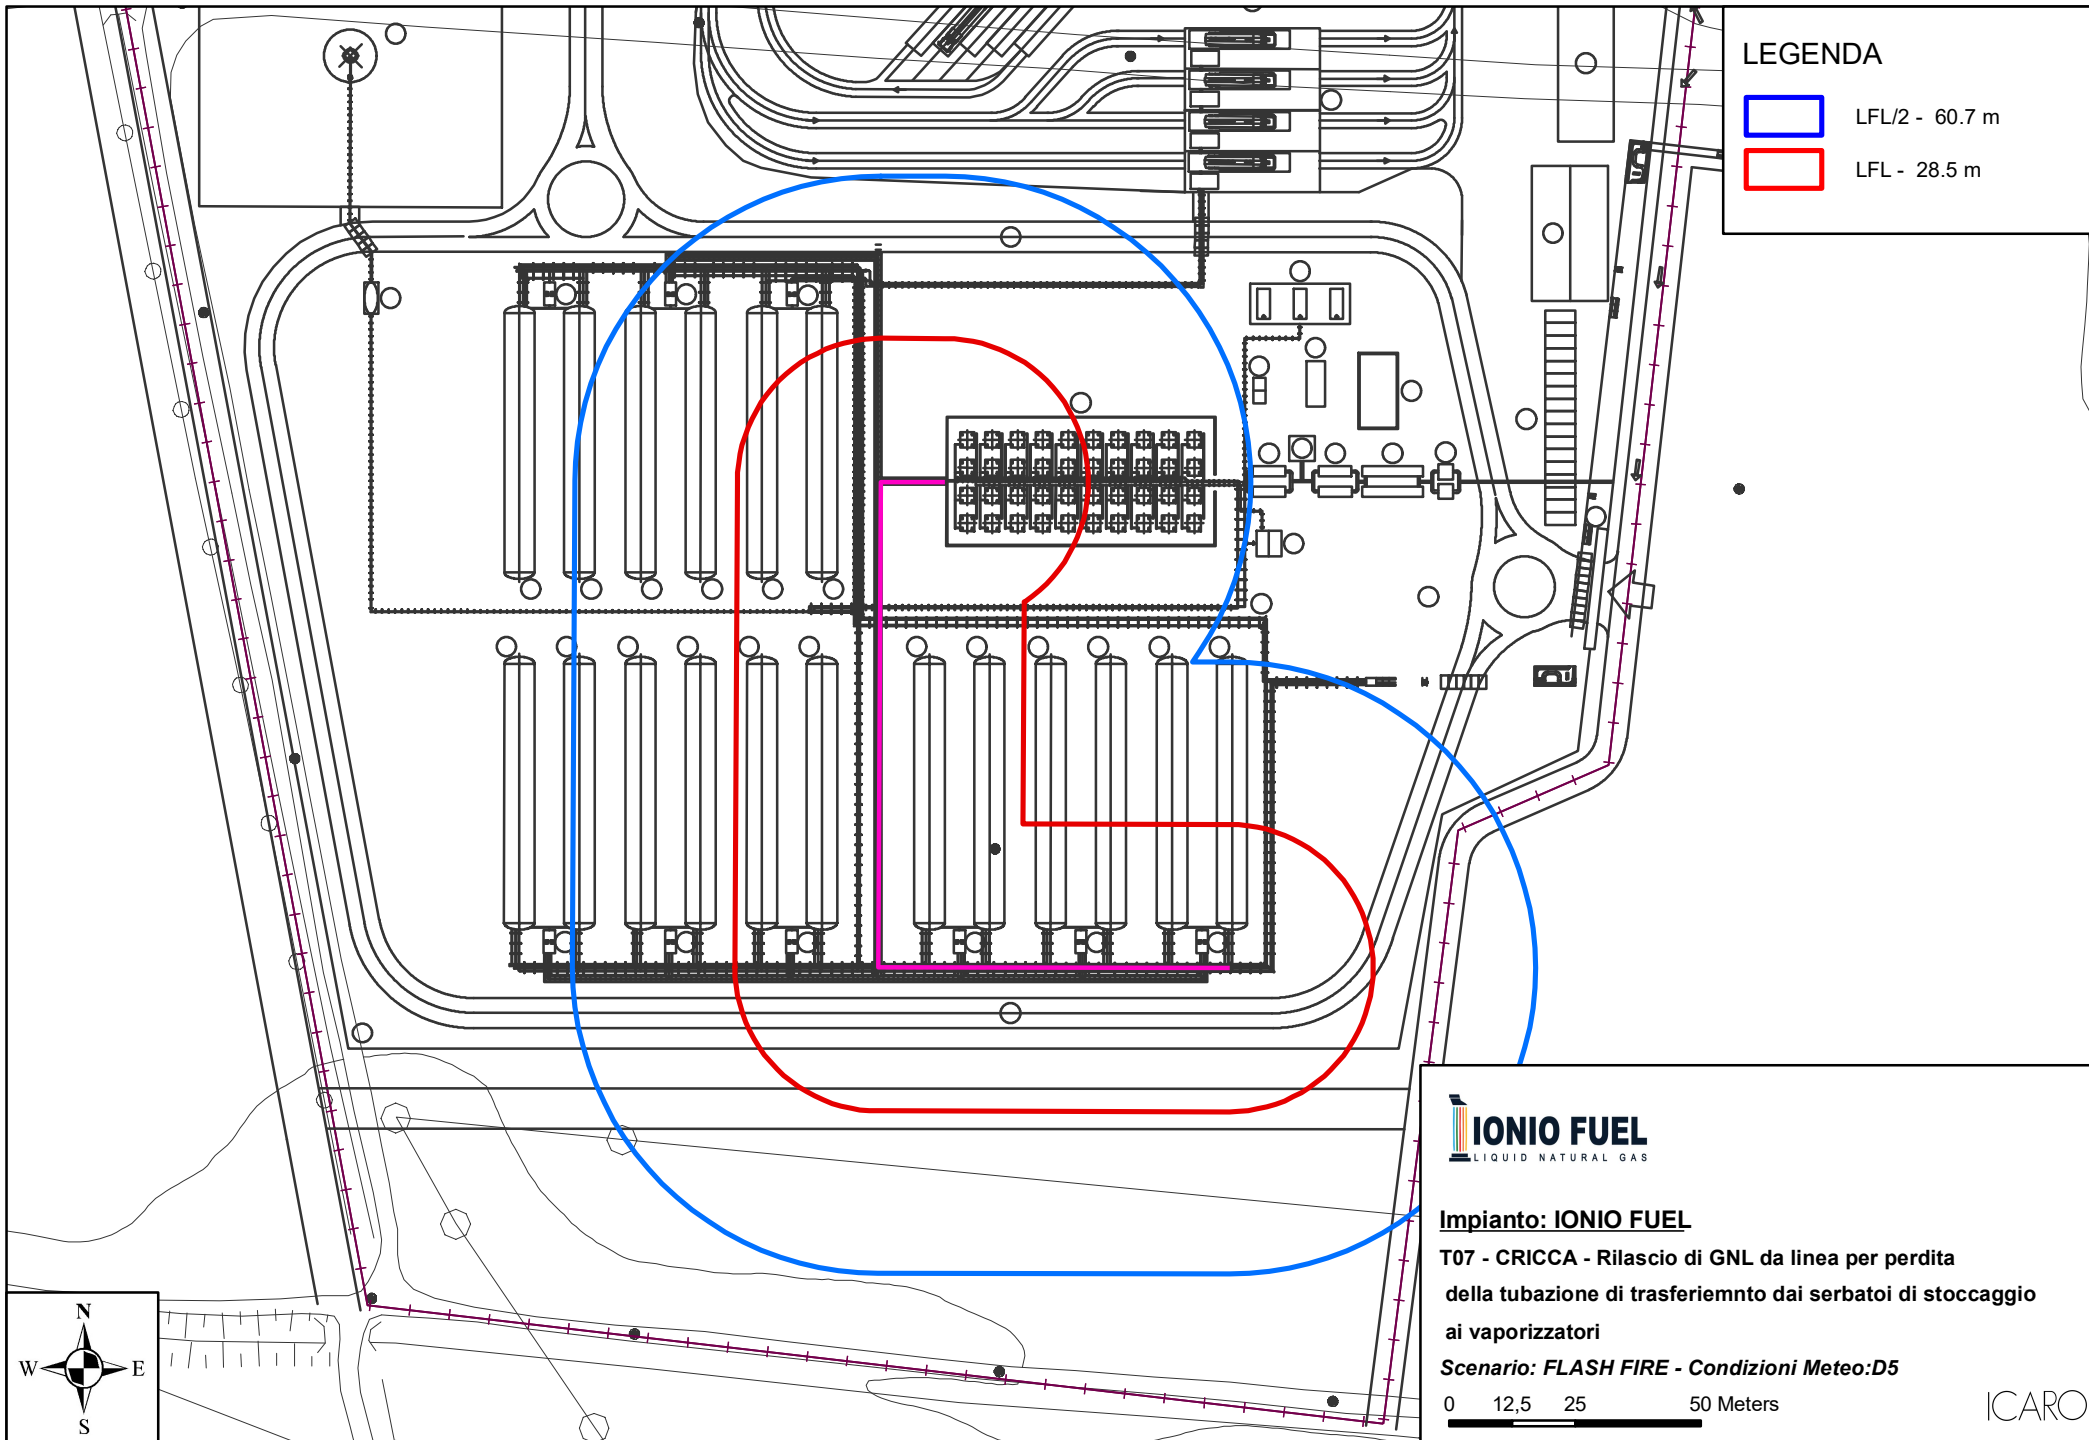 LEGENDA
LFL/2 - 60.7 m
LFL - 28.5 m
IONIO FUEL
LIQUID NATURAL GAS
Impianto: IONIO FUEL
T07 - CRICCA - Rilascio di GNL da linea per perdita
della tubazione di trasferiemnto dai serbatoi di stoccaggio
ai vaporizzatori
Scenario: FLASH FIRE - Condizioni Meteo:D5
0 12,5 25 50 Meters
ICARO
N
W E
S